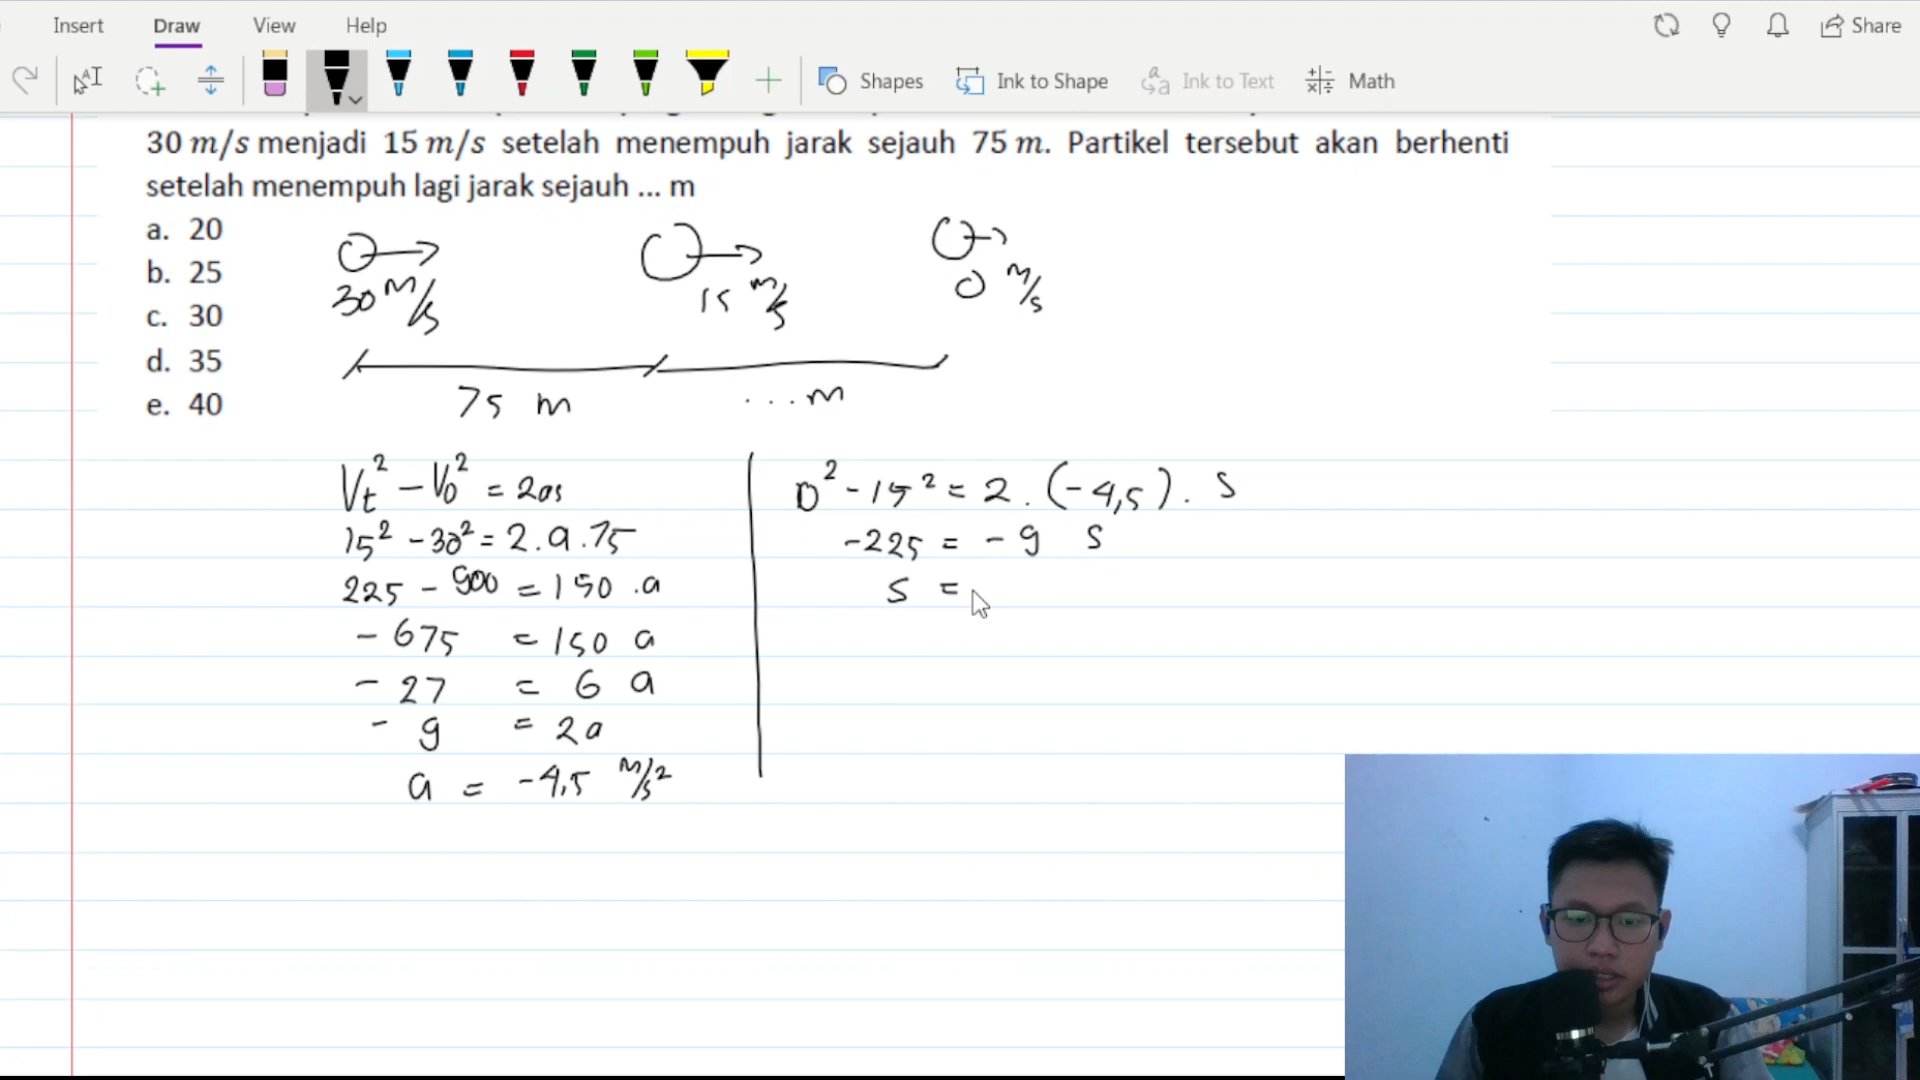 Insert Draw View Help Share
Shapes Ink to Shape Ink to Text Math
30 m/s menjadi 15 m/s setelah menempuh jarak sejauh 75 m. Partikel tersebut akan berhenti
setelah menempuh lagi jarak sejauh ... m
a. 20
b. 25
c. 30
d. 35
e. 40
30 m/s 15 m/s 0 m/s
75 m ...m
Vt² - V0² = 2as
15² - 30² = 2.a.75
225 - 900 = 150 .a
- 675 = 150 a
- 27 = 6 a
- 9 = 2a
a = -4,5 m/s²
0² - 15² = 2 . (-4,5) . s
-225 = - 9 s
s =